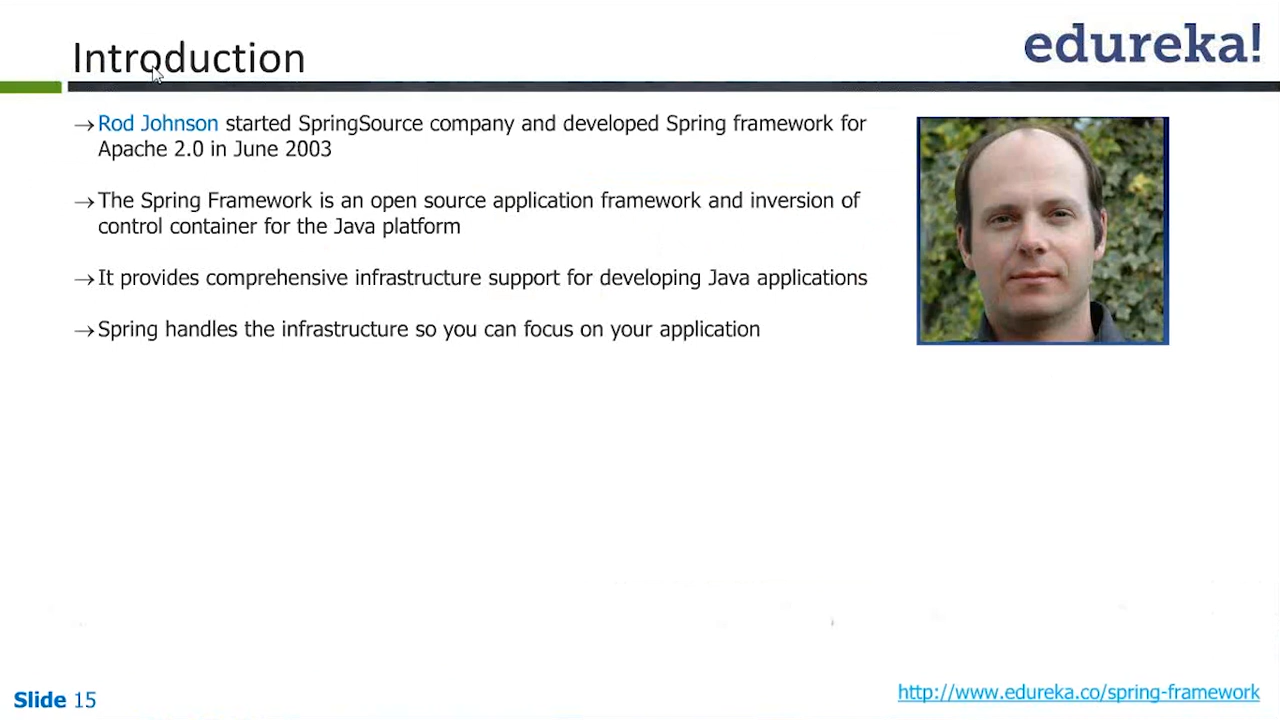 Introduction
edureka!
→Rod Johnson started SpringSource company and developed Spring framework for
Apache 2.0 in June 2003
→The Spring Framework is an open source application framework and inversion of
control container for the Java platform
→It provides comprehensive infrastructure support for developing Java applications
→Spring handles the infrastructure so you can focus on your application
Slide 15
http://www.edureka.co/spring-framework